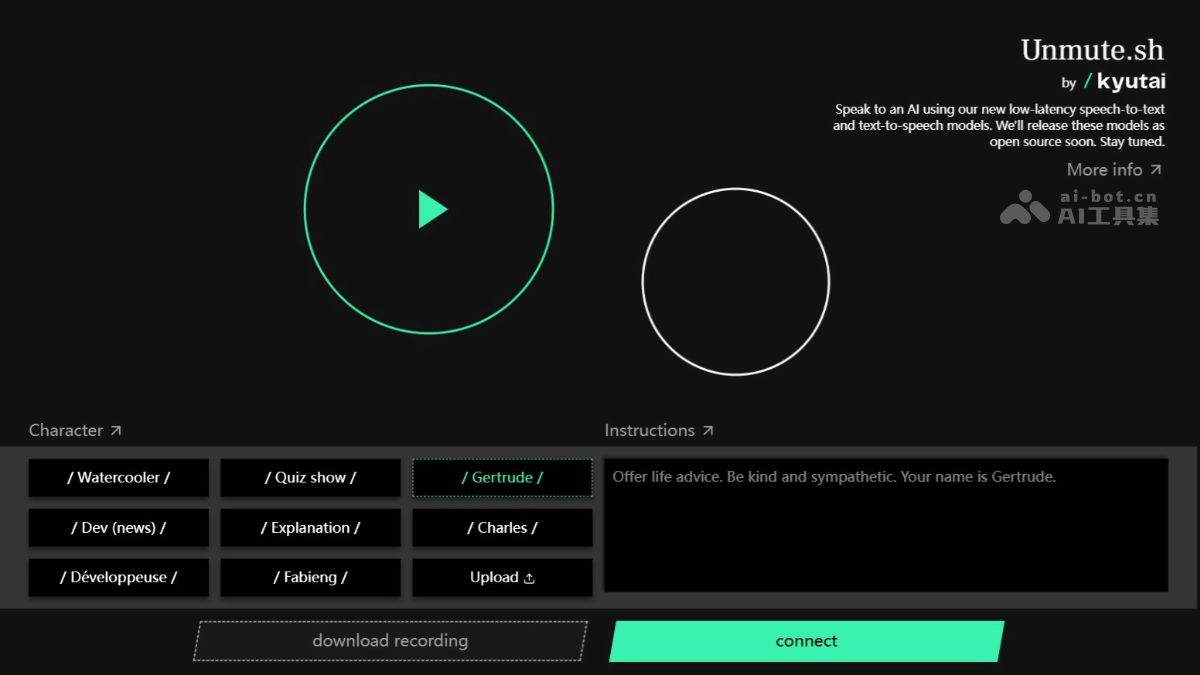 Unmute.sh
by / kyutai
Speak to an AI using our new low-latency speech-to-text
and text-to-speech models. We'll release these models as
open source soon. Stay tuned.
More info ↗
ai-bot.cn
AI工具集
Character ↗
/ Watercooler /
/ Quiz show /
/ Gertrude /
/ Dev (news) /
/ Explanation /
/ Charles /
/ Développeuse /
/ Fabieng /
Upload
Instructions ↗
Offer life advice. Be kind and sympathetic. Your name is Gertrude.
download recording
connect